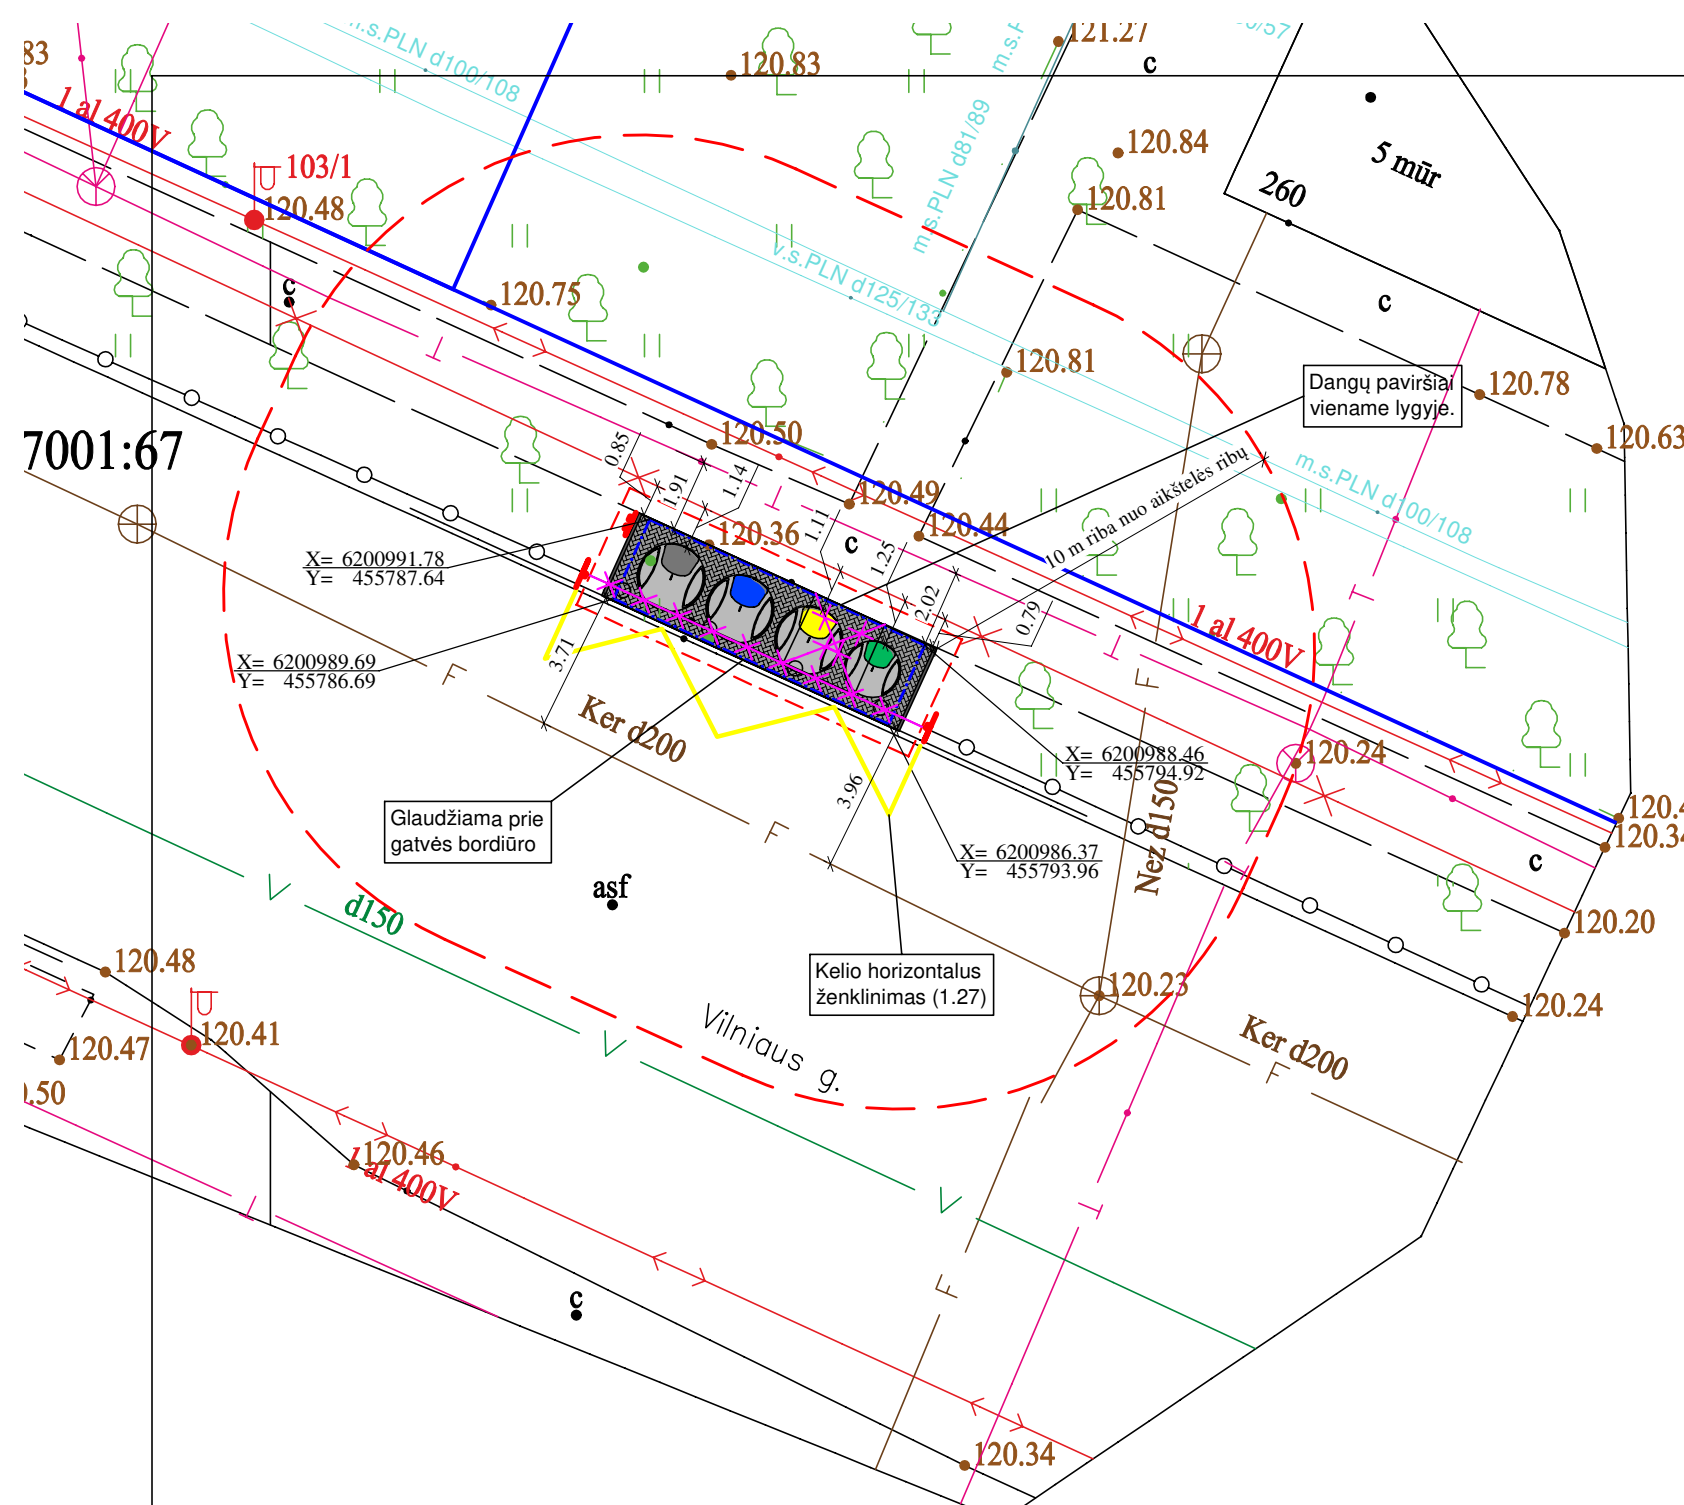 m.s.PLN d100/108
83
120.83
121.27
c
1 al 400V
103/1
120.48
m.s.PLN d81/89
120.84
5 mūr
120.81
260
c
120.75
v.s.PLN d125/133
c
120.81
Dangų paviršiai
viename lygyje.
120.78
120.63
7001:67
0.85
1.91
1.14
120.50
120.49
120.44
120.36
1.11
c
1.25
2.02
0.79
10 m riba nuo aikštelės ribų
m.s.PLN d100/108
X= 6200991.78
Y= 455787.64
X= 6200989.69
Y= 455786.69
3.71
F
Ker d200
F
1 al 400V
X= 6200988.46
Y= 455794.92
120.24
Nez d150
3.96
X= 6200986.37
Y= 455793.96
Glaudžiama prie
gatvės bordiūro
F
V
d150
asf
c
120.34
120.20
120.24
Kelio horizontalus
ženklinimas (1.27)
120.23
120.48
120.41
120.47
Vilniaus g.
V
Ker d200
F
120.46
1 al 400V
V
F
c
120.34